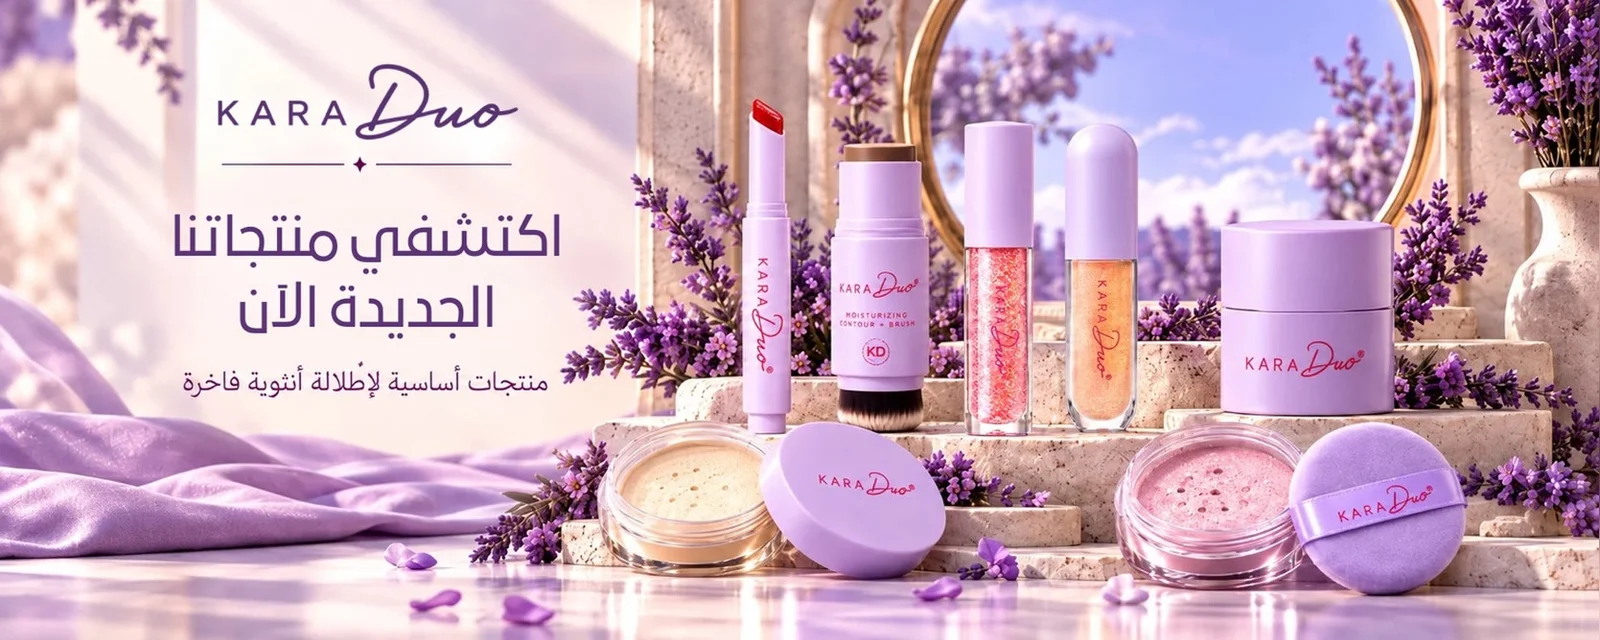 KARA Duo
اكتشفي منتجاتنا
الجديدة الآن
منتجات أساسية لإطلالة أنثوية فاخرة
KARA Duo®
KARA Duo®
MOISTURIZING
CONTOUR + BRUSH
KD
KARA Duo
KARA Duo®
KARA Duo®
KARA Duo®
KARA Duo®